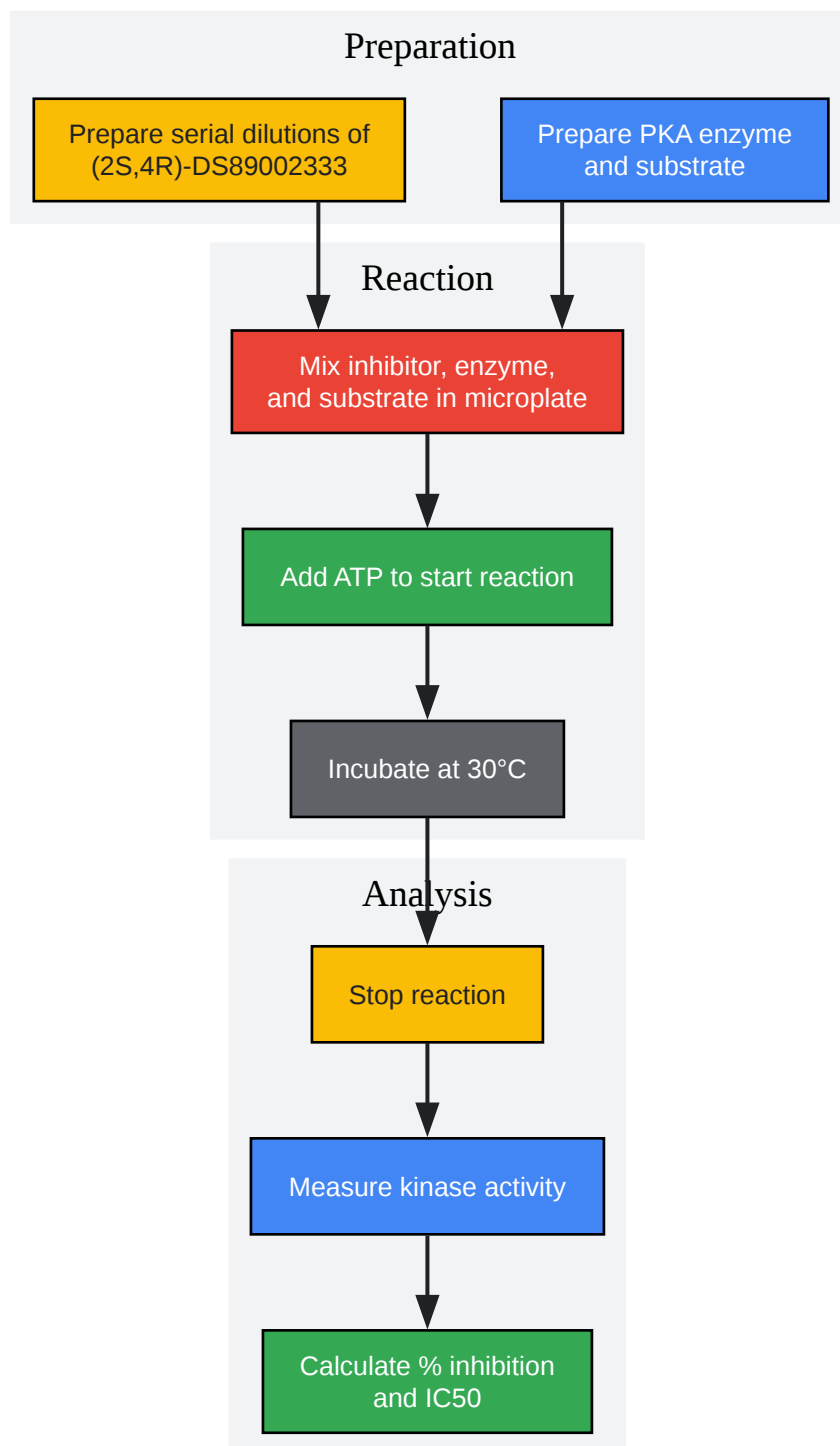 Preparation
Prepare serial dilutions of
(2S,4R)-DS89002333
Prepare PKA enzyme
and substrate
Reaction
Mix inhibitor, enzyme,
and substrate in microplate
Add ATP to start reaction
Incubate at 30°C
Analysis
Stop reaction
Measure kinase activity
Calculate % inhibition
and IC50